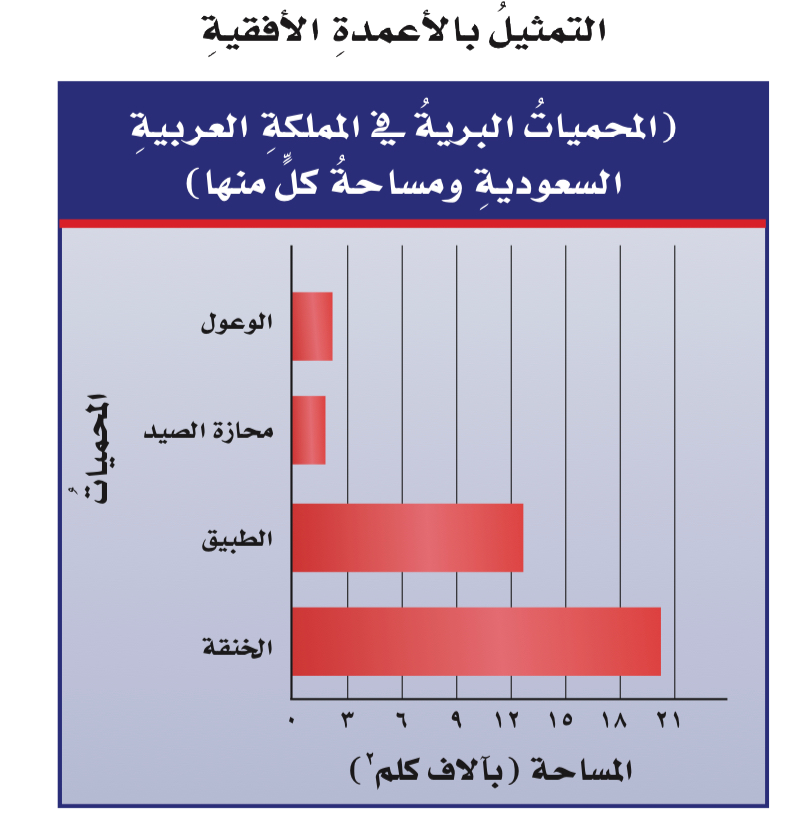 التمثيلُ بالأعمدةِ الأفقيةِ
(المحمياتُ البريةُ في المملكةِ العربيةِ
السعوديةِ ومساحةُ كلٍّ منها)
الوعول
محازة الصيد
الطبيق
الخنقة
المحمياتُ
٠ ٣ ٦ ٩ ١٢ ١٥ ١٨ ٢١
المساحة (بآلاف كلم٢)